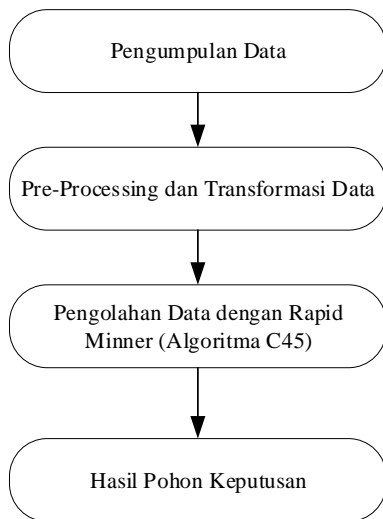 Pengumpulan Data
Pre-Processing dan Transformasi Data
Pengolahan Data dengan Rapid
Minner (Algoritma C45)
Hasil Pohon Keputusan